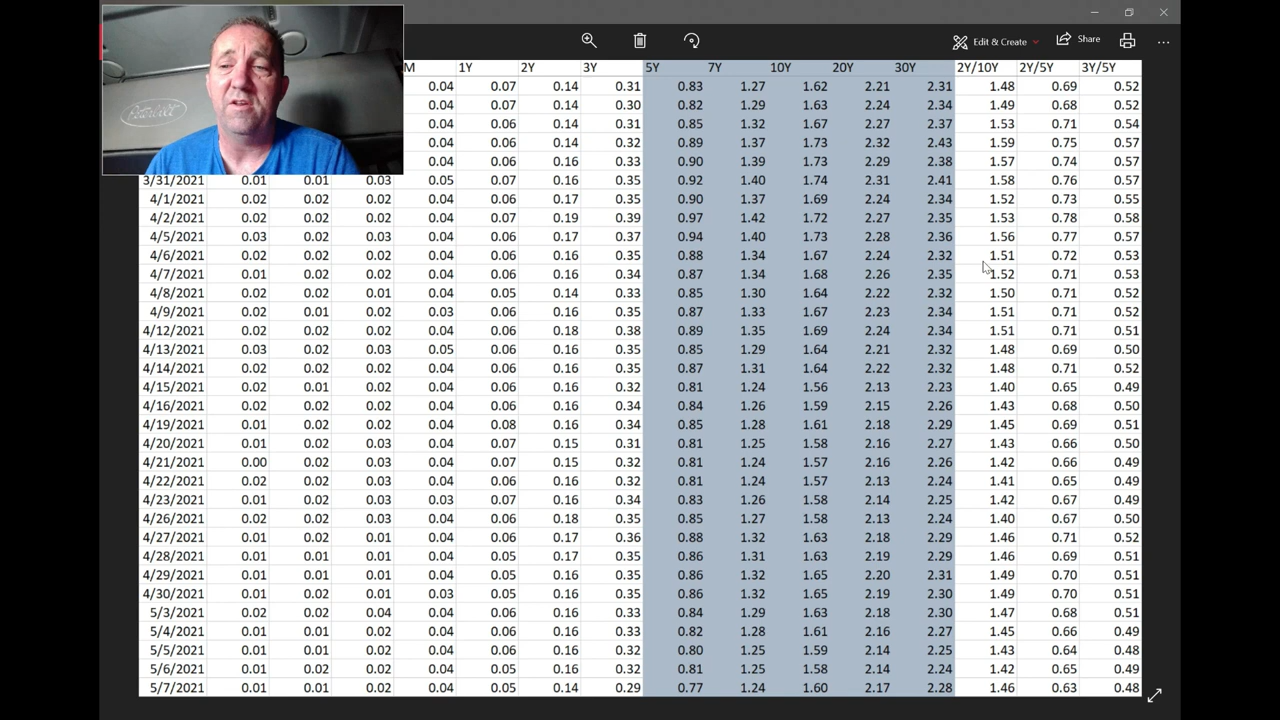 Edit & Create Share
Peterbilt
M 1Y 2Y 3Y 5Y 7Y 10Y 20Y 30Y 2Y/10Y 2Y/5Y 3Y/5Y
0.04 0.07 0.14 0.31 0.83 1.27 1.62 2.21 2.31 1.48 0.69 0.52
0.04 0.07 0.14 0.30 0.82 1.29 1.63 2.24 2.34 1.49 0.68 0.52
0.04 0.06 0.14 0.31 0.85 1.32 1.67 2.27 2.37 1.53 0.71 0.54
0.04 0.06 0.14 0.32 0.89 1.37 1.73 2.32 2.43 1.59 0.75 0.57
0.04 0.06 0.16 0.33 0.90 1.39 1.73 2.29 2.38 1.57 0.74 0.57
3/31/2021 0.01 0.01 0.03 0.05 0.07 0.16 0.35 0.92 1.40 1.74 2.31 2.41 1.58 0.76 0.57
4/1/2021 0.02 0.02 0.02 0.04 0.06 0.17 0.35 0.90 1.37 1.69 2.24 2.34 1.52 0.73 0.55
4/2/2021 0.02 0.02 0.02 0.04 0.07 0.19 0.39 0.97 1.42 1.72 2.27 2.35 1.53 0.78 0.58
4/5/2021 0.03 0.02 0.03 0.04 0.06 0.17 0.37 0.94 1.40 1.73 2.28 2.36 1.56 0.77 0.57
4/6/2021 0.02 0.02 0.02 0.04 0.06 0.16 0.35 0.88 1.34 1.67 2.24 2.32 1.51 0.72 0.53
4/7/2021 0.01 0.02 0.02 0.04 0.06 0.16 0.34 0.87 1.34 1.68 2.26 2.35 1.52 0.71 0.53
4/8/2021 0.02 0.02 0.01 0.04 0.05 0.14 0.33 0.85 1.30 1.64 2.22 2.32 1.50 0.71 0.52
4/9/2021 0.02 0.02 0.01 0.03 0.06 0.16 0.35 0.87 1.33 1.67 2.23 2.34 1.51 0.71 0.52
4/12/2021 0.02 0.02 0.02 0.04 0.06 0.18 0.38 0.89 1.35 1.69 2.24 2.34 1.51 0.71 0.51
4/13/2021 0.03 0.02 0.03 0.05 0.06 0.16 0.35 0.85 1.29 1.64 2.21 2.32 1.48 0.69 0.50
4/14/2021 0.02 0.02 0.02 0.04 0.06 0.16 0.35 0.87 1.31 1.64 2.22 2.32 1.48 0.71 0.52
4/15/2021 0.02 0.01 0.02 0.04 0.06 0.16 0.32 0.81 1.24 1.56 2.13 2.23 1.40 0.65 0.49
4/16/2021 0.02 0.02 0.02 0.04 0.06 0.16 0.34 0.84 1.26 1.59 2.15 2.26 1.43 0.68 0.50
4/19/2021 0.01 0.02 0.02 0.04 0.08 0.16 0.34 0.85 1.28 1.61 2.18 2.29 1.45 0.69 0.51
4/20/2021 0.01 0.02 0.03 0.04 0.07 0.15 0.31 0.81 1.25 1.58 2.16 2.27 1.43 0.66 0.50
4/21/2021 0.00 0.02 0.03 0.04 0.07 0.15 0.32 0.81 1.24 1.57 2.16 2.26 1.42 0.66 0.49
4/22/2021 0.01 0.02 0.02 0.04 0.06 0.16 0.32 0.81 1.24 1.57 2.13 2.24 1.41 0.65 0.49
4/23/2021 0.01 0.02 0.03 0.03 0.07 0.16 0.34 0.83 1.26 1.58 2.14 2.25 1.42 0.67 0.49
4/26/2021 0.02 0.02 0.03 0.04 0.06 0.18 0.35 0.85 1.27 1.58 2.13 2.24 1.40 0.67 0.50
4/27/2021 0.01 0.02 0.01 0.04 0.06 0.17 0.36 0.88 1.32 1.63 2.18 2.29 1.46 0.71 0.52
4/28/2021 0.01 0.01 0.02 0.04 0.05 0.17 0.35 0.86 1.31 1.63 2.19 2.29 1.46 0.69 0.51
4/29/2021 0.01 0.01 0.01 0.04 0.05 0.16 0.35 0.86 1.32 1.65 2.20 2.31 1.49 0.70 0.51
4/30/2021 0.01 0.01 0.01 0.03 0.05 0.16 0.35 0.86 1.32 1.65 2.19 2.30 1.49 0.70 0.51
5/3/2021 0.02 0.02 0.04 0.04 0.06 0.16 0.33 0.84 1.29 1.63 2.18 2.30 1.47 0.68 0.51
5/4/2021 0.01 0.01 0.02 0.04 0.06 0.16 0.33 0.82 1.28 1.61 2.16 2.27 1.45 0.66 0.49
5/5/2021 0.01 0.01 0.02 0.04 0.06 0.16 0.32 0.80 1.25 1.59 2.14 2.25 1.43 0.64 0.48
5/6/2021 0.01 0.01 0.02 0.04 0.05 0.16 0.32 0.81 1.25 1.58 2.14 2.24 1.42 0.65 0.49
5/7/2021 0.01 0.01 0.02 0.04 0.05 0.14 0.29 0.77 1.24 1.60 2.17 2.28 1.46 0.63 0.48